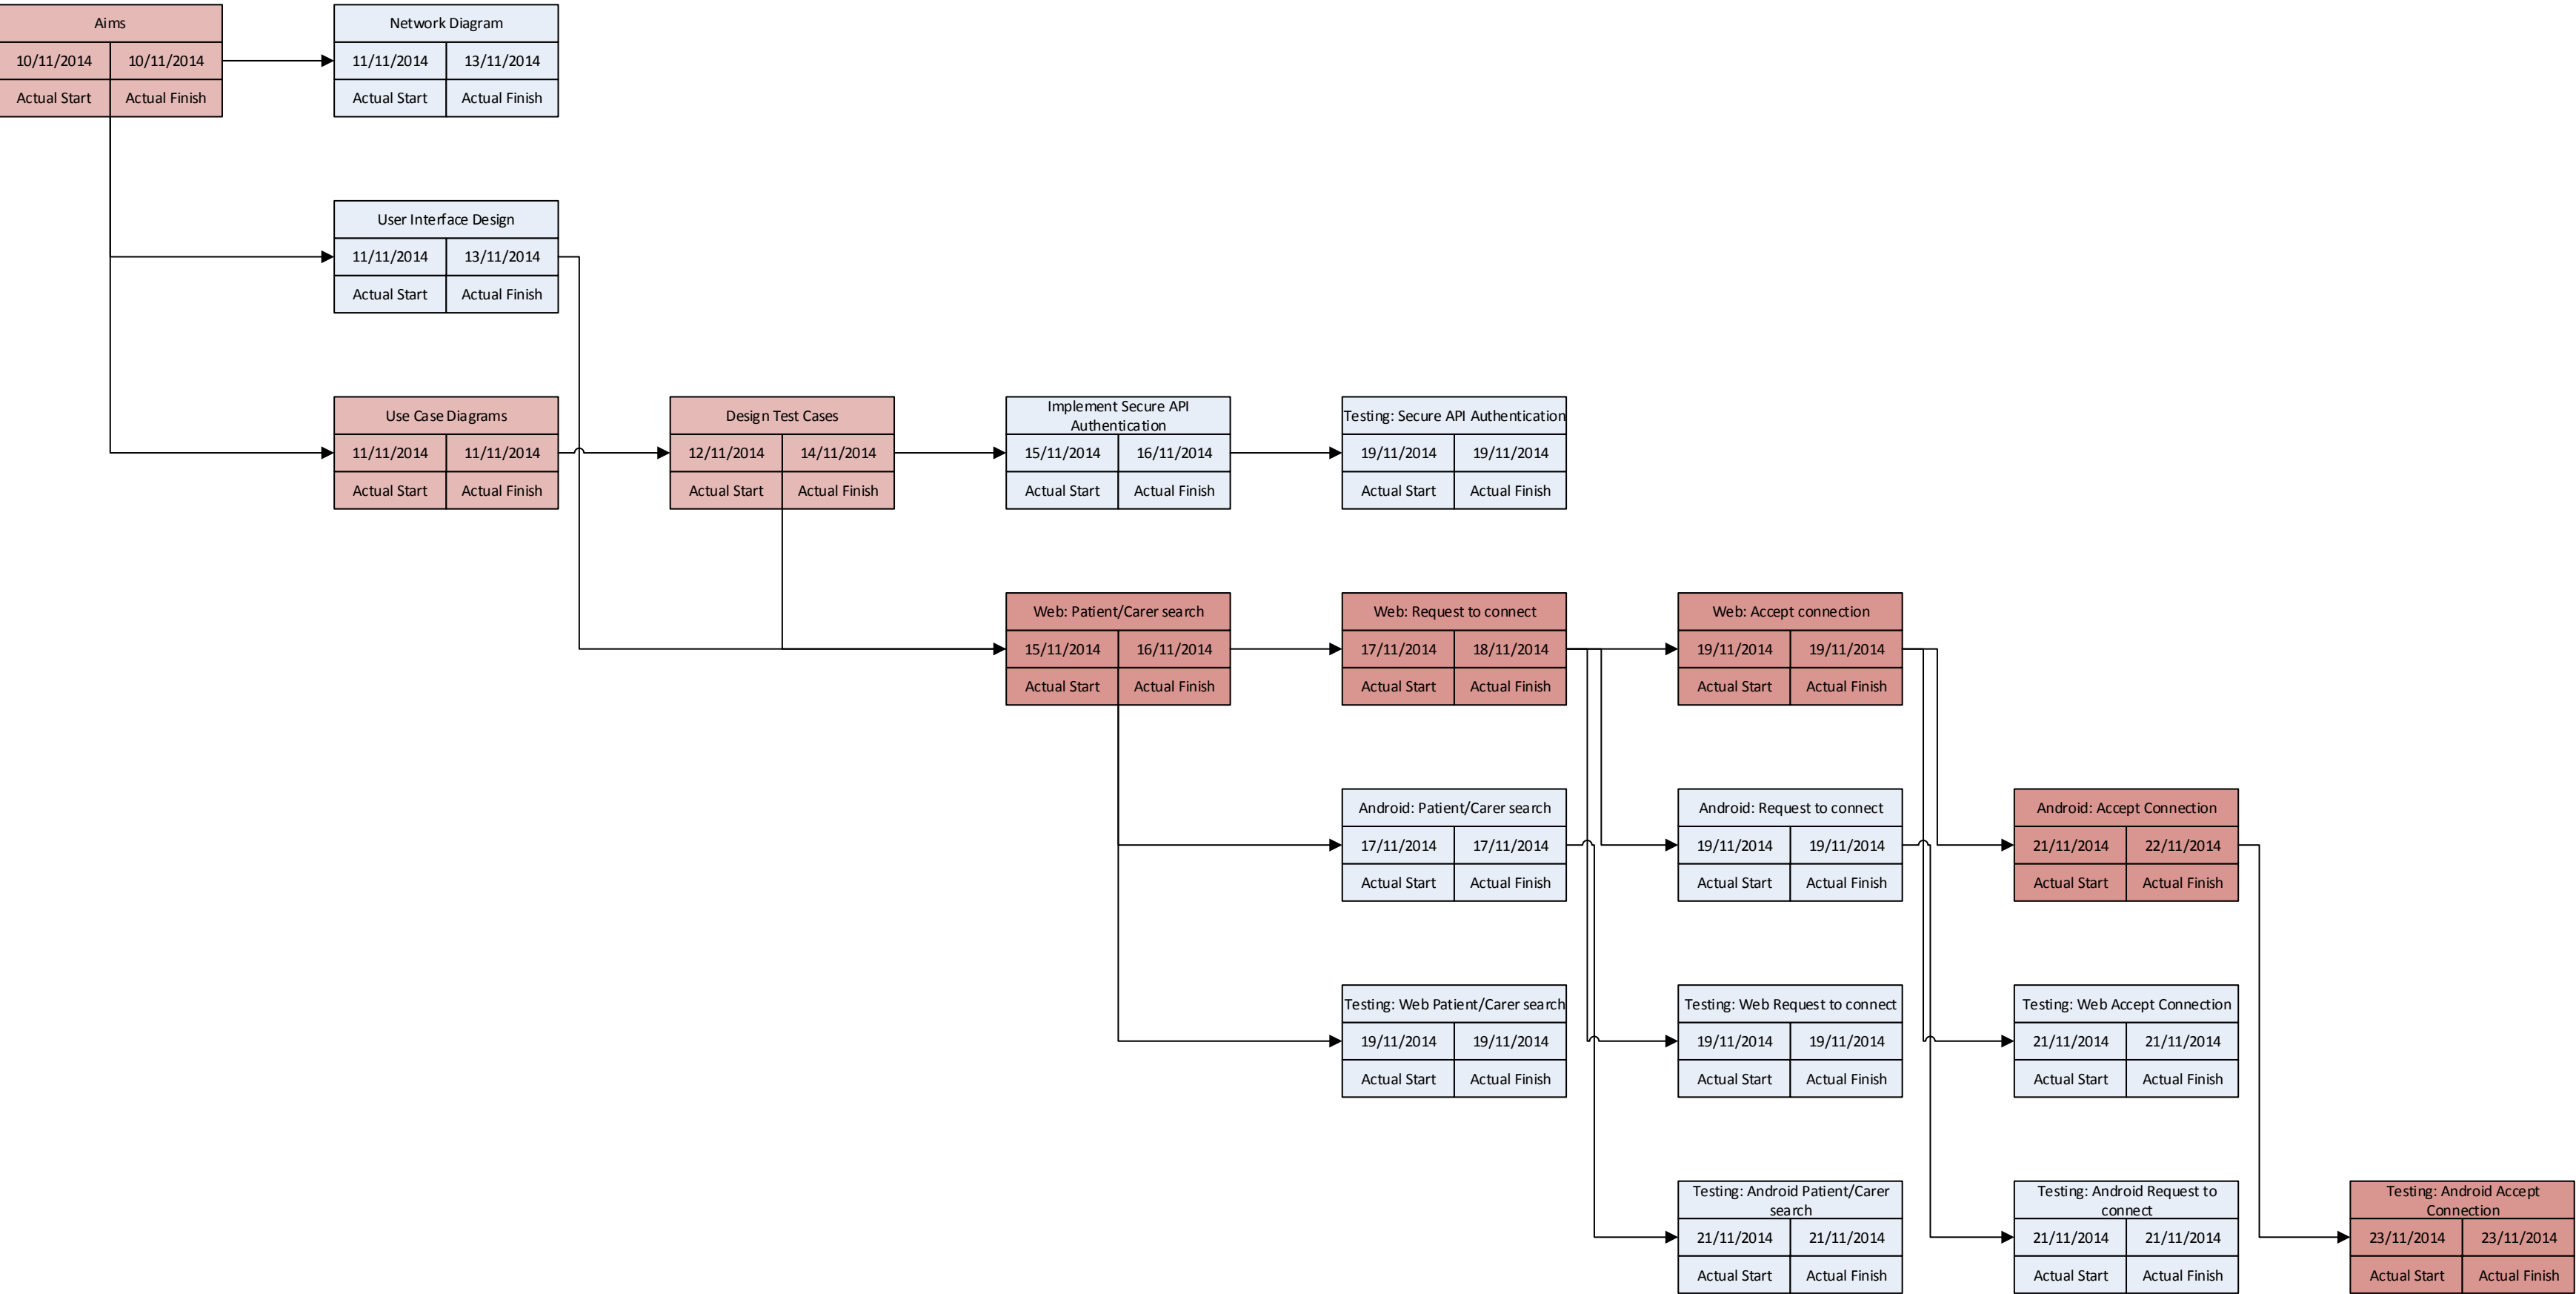 Aims
10/11/2014 10/11/2014
Actual Start Actual Finish
Network Diagram
11/11/2014 13/11/2014
Actual Start Actual Finish
User Interface Design
11/11/2014 13/11/2014
Actual Start Actual Finish
Use Case Diagrams
11/11/2014 11/11/2014
Actual Start Actual Finish
Design Test Cases
12/11/2014 14/11/2014
Actual Start Actual Finish
Implement Secure API
Authentication
15/11/2014 16/11/2014
Actual Start Actual Finish
Testing: Secure API Authentication
19/11/2014 19/11/2014
Actual Start Actual Finish
Web: Patient/Carer search
15/11/2014 16/11/2014
Actual Start Actual Finish
Web: Request to connect
17/11/2014 18/11/2014
Actual Start Actual Finish
Web: Accept connection
19/11/2014 19/11/2014
Actual Start Actual Finish
Android: Patient/Carer search
17/11/2014 17/11/2014
Actual Start Actual Finish
Android: Request to connect
19/11/2014 19/11/2014
Actual Start Actual Finish
Android: Accept Connection
21/11/2014 22/11/2014
Actual Start Actual Finish
Testing: Web Patient/Carer search
19/11/2014 19/11/2014
Actual Start Actual Finish
Testing: Web Request to connect
19/11/2014 19/11/2014
Actual Start Actual Finish
Testing: Web Accept Connection
21/11/2014 21/11/2014
Actual Start Actual Finish
Testing: Android Patient/Carer
search
21/11/2014 21/11/2014
Actual Start Actual Finish
Testing: Android Request to
connect
21/11/2014 21/11/2014
Actual Start Actual Finish
Testing: Android Accept
Connection
23/11/2014 23/11/2014
Actual Start Actual Finish